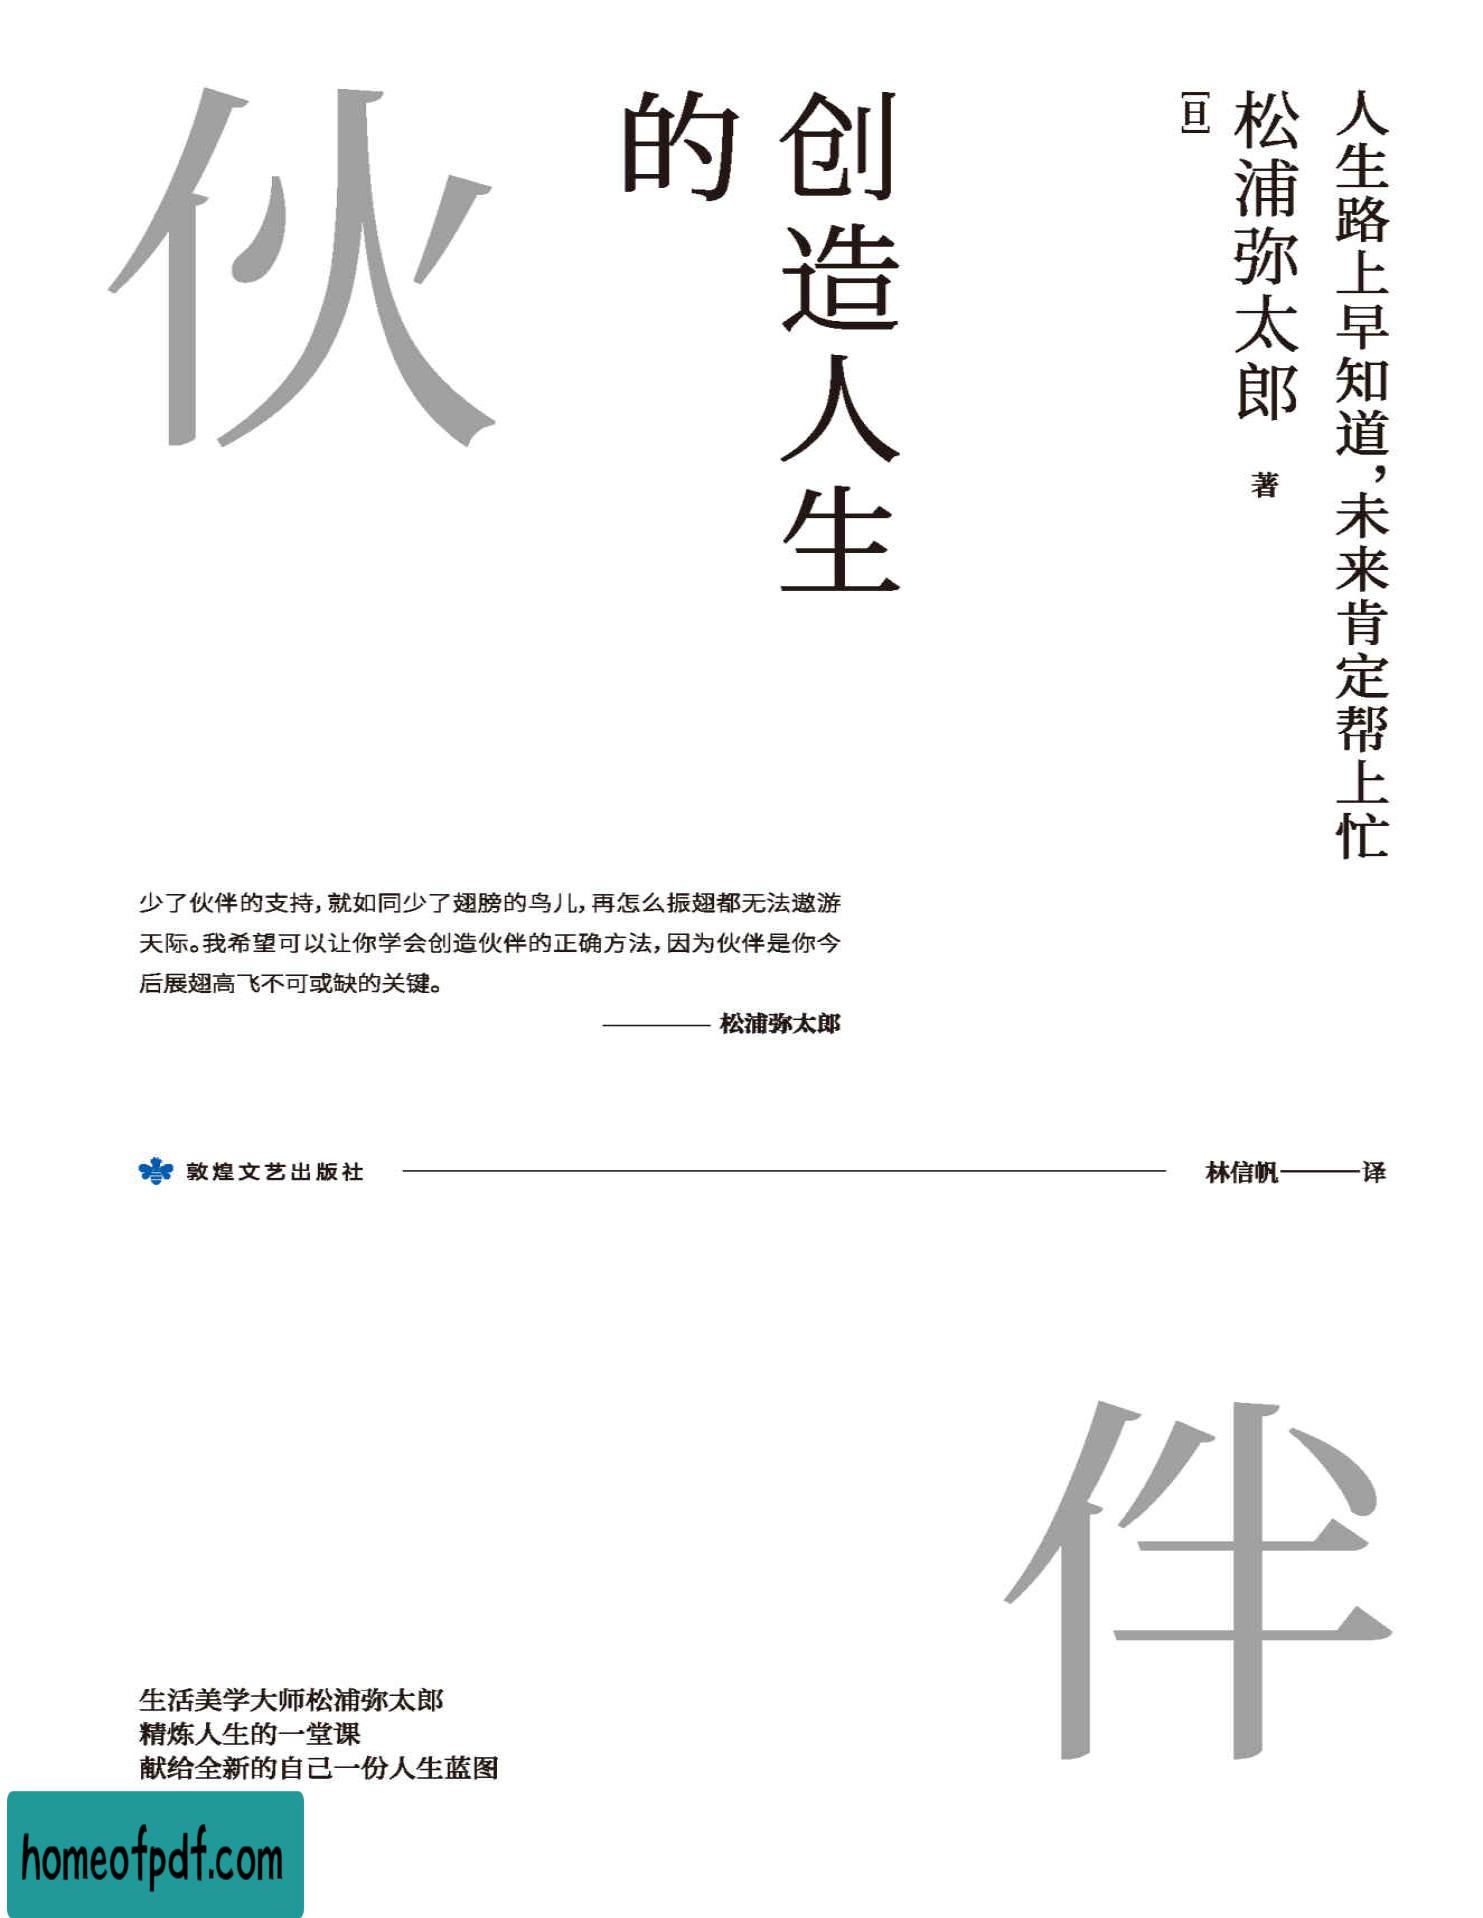 人生路上早知道，未来肯定帮上忙
[日]
松浦弥太郎 著
创造人生
的
伙
伴
少了伙伴的支持，就如同少了翅膀的鸟儿，再怎么振翅都无法遨游
天际。我希望可以让你学会创造伙伴的正确方法，因为伙伴是你今
后展翅高飞不可或缺的关键。
——— 松浦弥太郎
敦煌文艺出版社
林信帆———译
生活美学大师松浦弥太郎
精炼人生的一堂课
献给全新的自己一份人生蓝图
homeofpdf.com